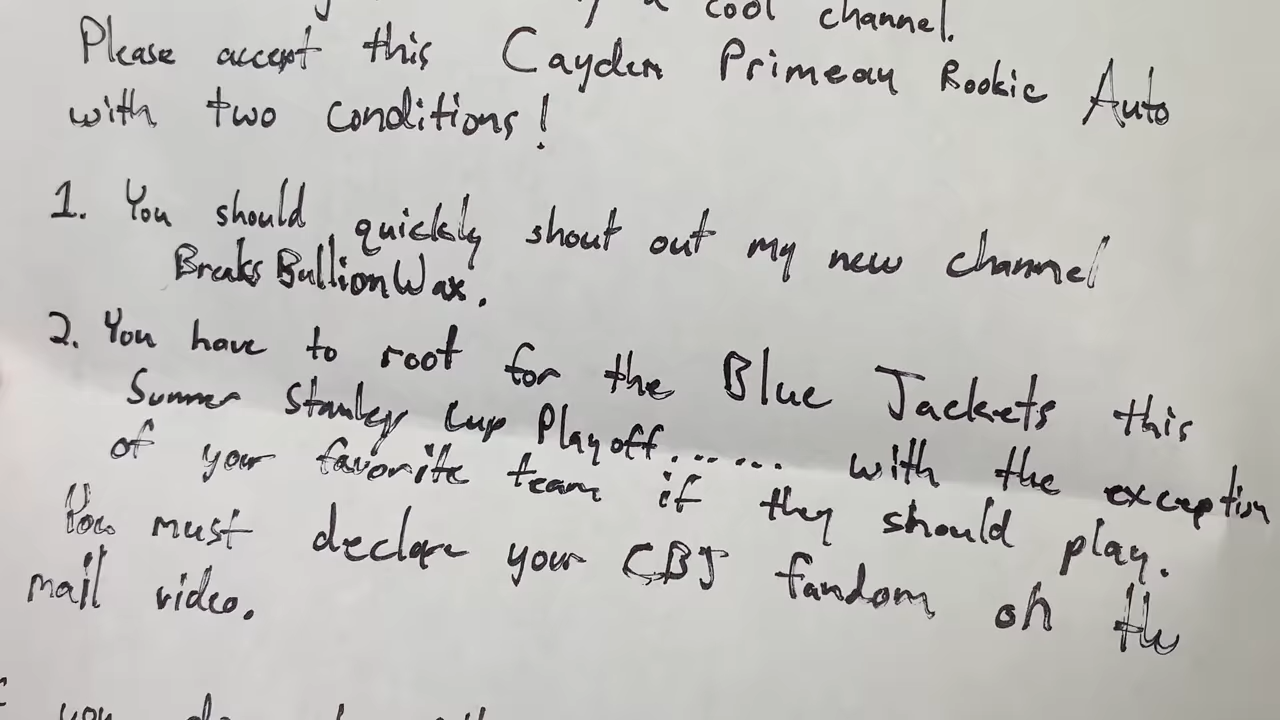 a cool channel.
Please accept this Cayden Primeau Rookie Auto
with two conditions!
1. You should quickly shout out my new channel
BreaksBullionWax.
2. You have to root for the Blue Jackets this
Summer Stanley Cup Playoff....... with the exception
of your favorite team if they should play.
You must declare your CBJ fandom on the
mail video.
you do